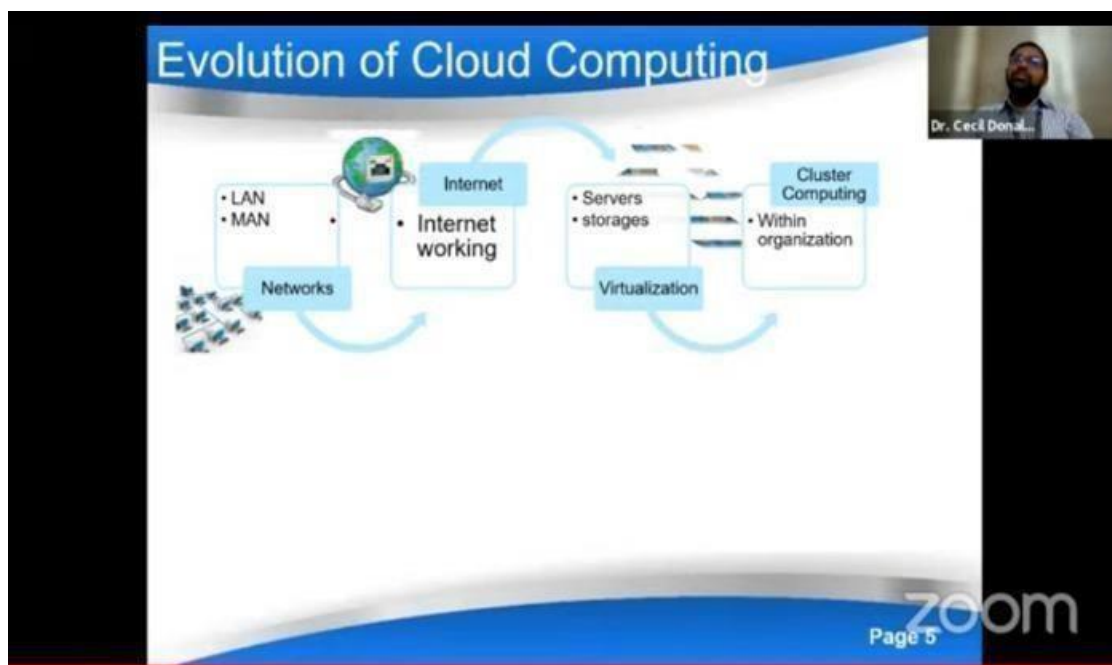 Evolution of Cloud Computing
Dr. Cecil Donal...
• LAN
• MAN
Networks
Internet
• Internet
working
• Servers
• storages
Virtualization
Cluster
Computing
• Within
organization
zoom
Page 5